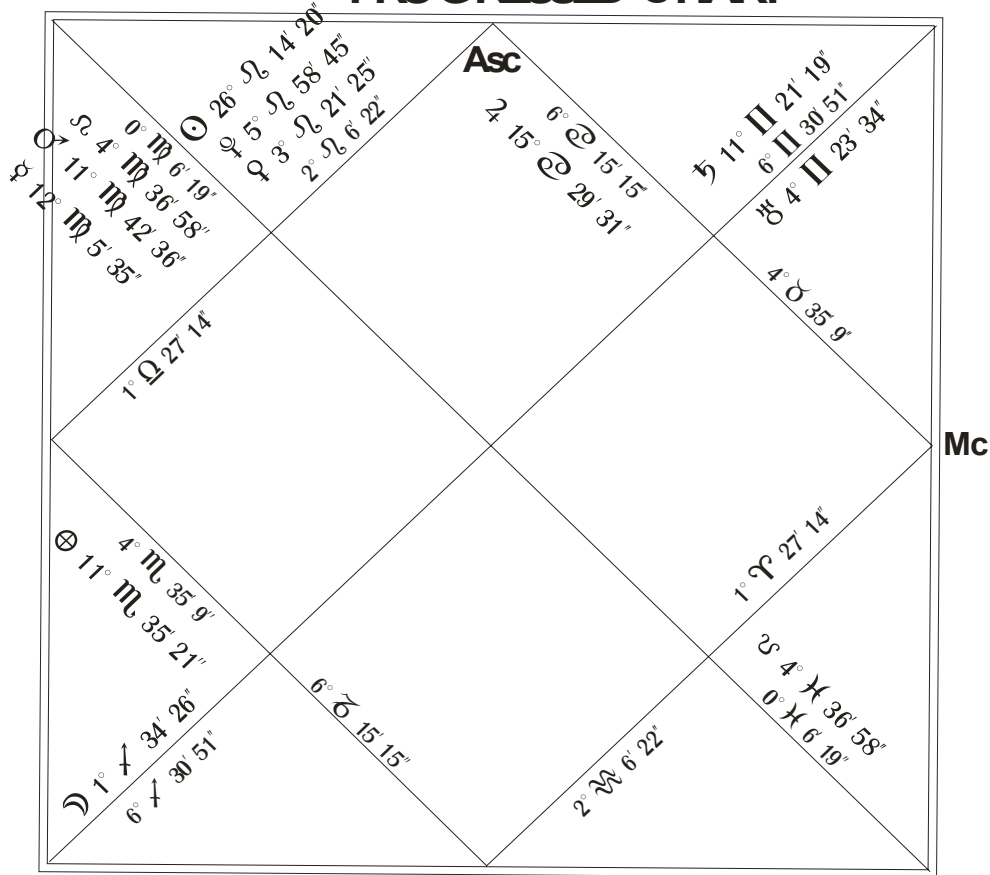 PROGRESSED CHART
Asc
☉ 26° ♌ 14' 20"
☿ 5° ♌ 58' 45"
♀ 3° ♌ 21' 25"
2° ♌ 6' 22"
0° ♍ 6' 19"
☊ 4° ♍ 36' 58"
♂ 11° ♍ 42' 36"
☿ 12° ♍ 5' 35"
6° ♋ 15' 15"
♃ 15° ♋ 29' 31"
♄ 11° ♊ 21' 19"
6° ♊ 30' 51"
♅ 4° ♊ 23' 34"
4° ♉ 35' 9"
1° ♎ 27' 14"
Mc
⊗ 11° ♏ 35' 21"
4° ♏ 35' 9"
1° ♈ 27' 14"
☋ 4° ♓ 36' 58"
0° ♓ 6' 19"
☽ 1° ♐ 34' 26"
6° ♐ 30' 51"
6° ♑ 15' 15"
2° ♒ 6' 22"